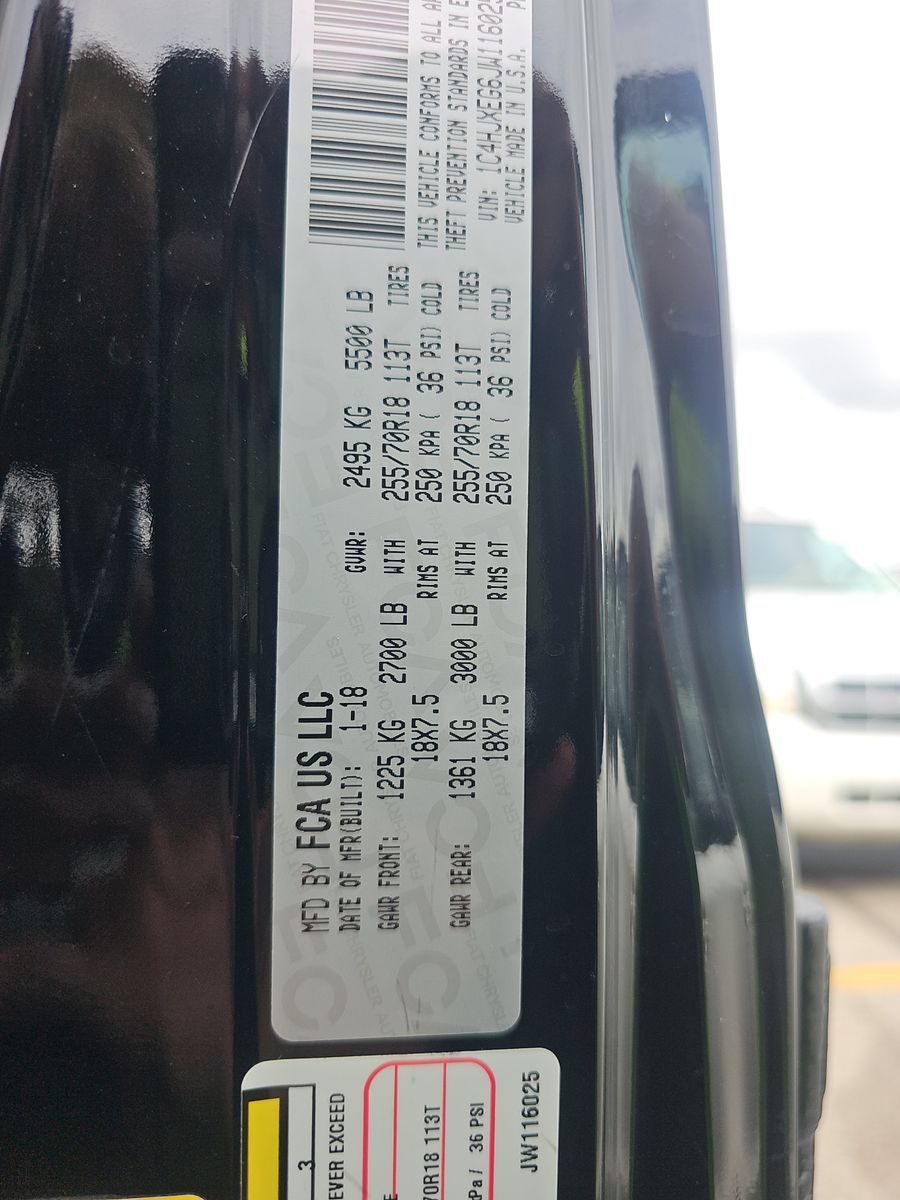 MFD BY FCA US LLC
DATE OF MFR(BUILT): 1-18 GVWR: 2495 KG 5500 LB
GAWR FRONT: 1225 KG 2700 LB WITH 255/70R18 113T TIRES
18X7.5 RIMS AT 250 KPA ( 36 PSI) COLD
GAWR REAR: 1361 KG 3000 LB WITH 255/70R18 113T TIRES
18X7.5 RIMS AT 250 KPA ( 36 PSI) COLD
THIS VEHICLE CONFORMS TO ALL
THEFT PREVENTION STANDARDS IN
VIN: 1C4HJXEG6JW11602
VEHICLE MADE IN U.S.A.
3
EVER EXCEED
70R18 113T
kPa / 36 PSI
JW116025